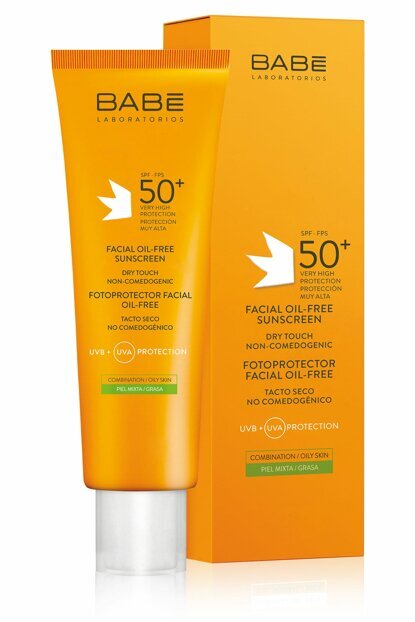 BABÉ
LABORATORIOS
SPF - FPS
50+
VERY HIGH
PROTECTION
PROTECCIÓN
MUY ALTA
FACIAL OIL-FREE
SUNSCREEN
DRY TOUCH
NON-COMEDOGENIC
FOTOPROTECTOR FACIAL
OIL-FREE
TACTO SECO
NO COMEDOGÉNICO
UVB + UVA PROTECTION
COMBINATION / OILY SKIN
PIEL MIXTA / GRASA
BABÉ
LABORATORIOS
SPF - FPS
50+
VERY HIGH
PROTECTION
PROTECCIÓN
MUY ALTA
FACIAL OIL-FREE
SUNSCREEN
DRY TOUCH
NON-COMEDOGENIC
FOTOPROTECTOR
FACIAL OIL-FREE
TACTO SECO
NO COMEDOGÉNICO
UVB + UVA PROTECTION
COMBINATION / OILY SKIN
PIEL MIXTA / GRASA